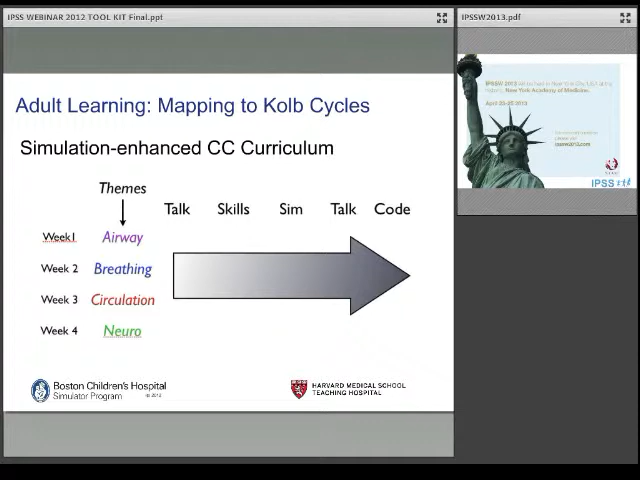 IPSS WEBINAR 2012 TOOL KIT Final.ppt
IPSSW2013.pdf
Adult Learning: Mapping to Kolb Cycles
Simulation-enhanced CC Curriculum
Themes
Talk Skills Sim Talk Code
Week1 Airway
Week 2 Breathing
Week 3 Circulation
Week 4 Neuro
Boston Children's Hospital
Simulator Program
HARVARD MEDICAL SCHOOL
TEACHING HOSPITAL
New York Academy of Medicine.
IPSS